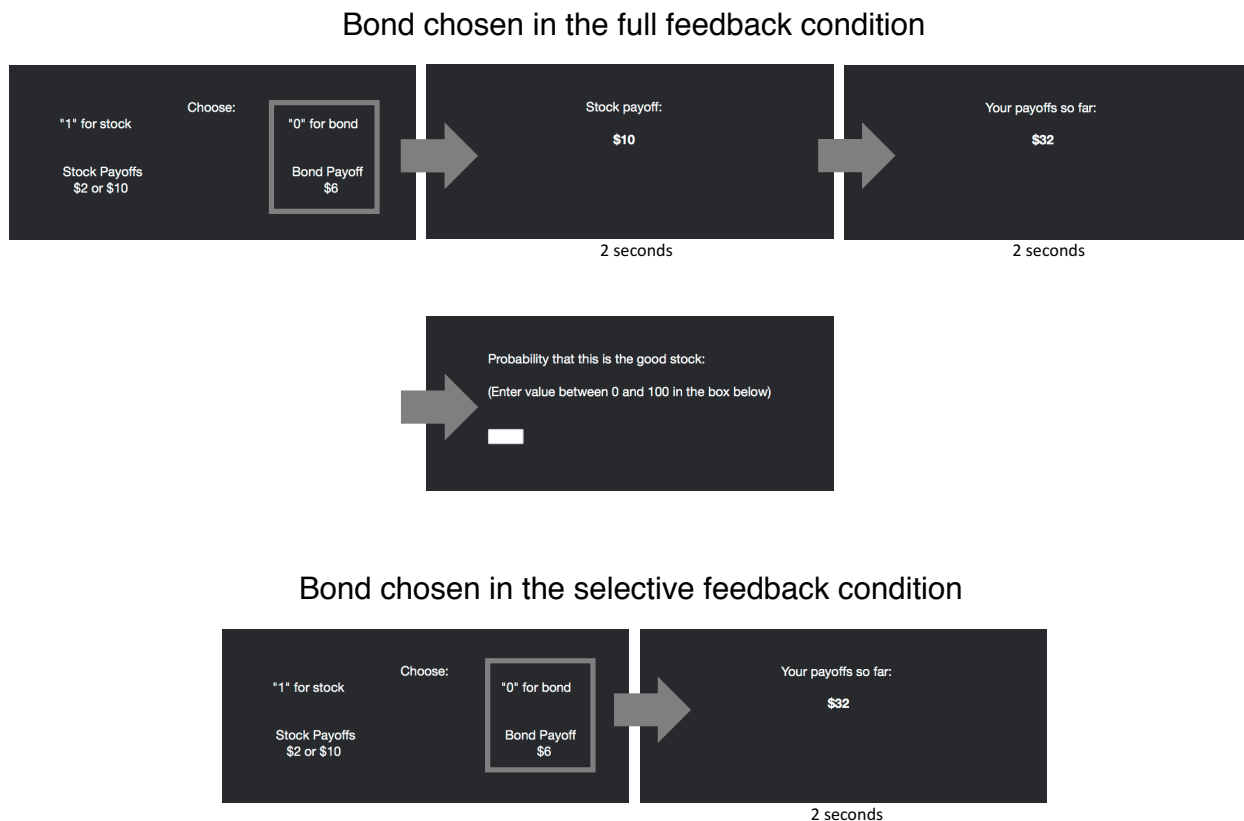 Bond chosen in the full feedback condition
Choose:
"1" for stock
"0" for bond
Stock Payoffs
$2 or $10
Bond Payoff
$6
Stock payoff:
$10
2 seconds
Your payoffs so far:
$32
2 seconds
Probability that this is the good stock:
(Enter value between 0 and 100 in the box below)
Bond chosen in the selective feedback condition
Choose:
"1" for stock
"0" for bond
Stock Payoffs
$2 or $10
Bond Payoff
$6
Your payoffs so far:
$32
2 seconds